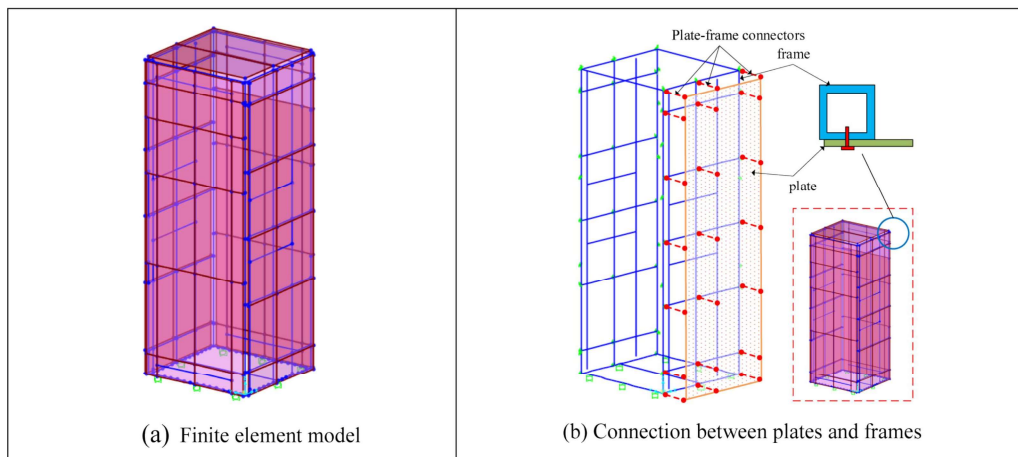 Plate-frame connectors
frame
plate
(a) Finite element model
(b) Connection between plates and frames